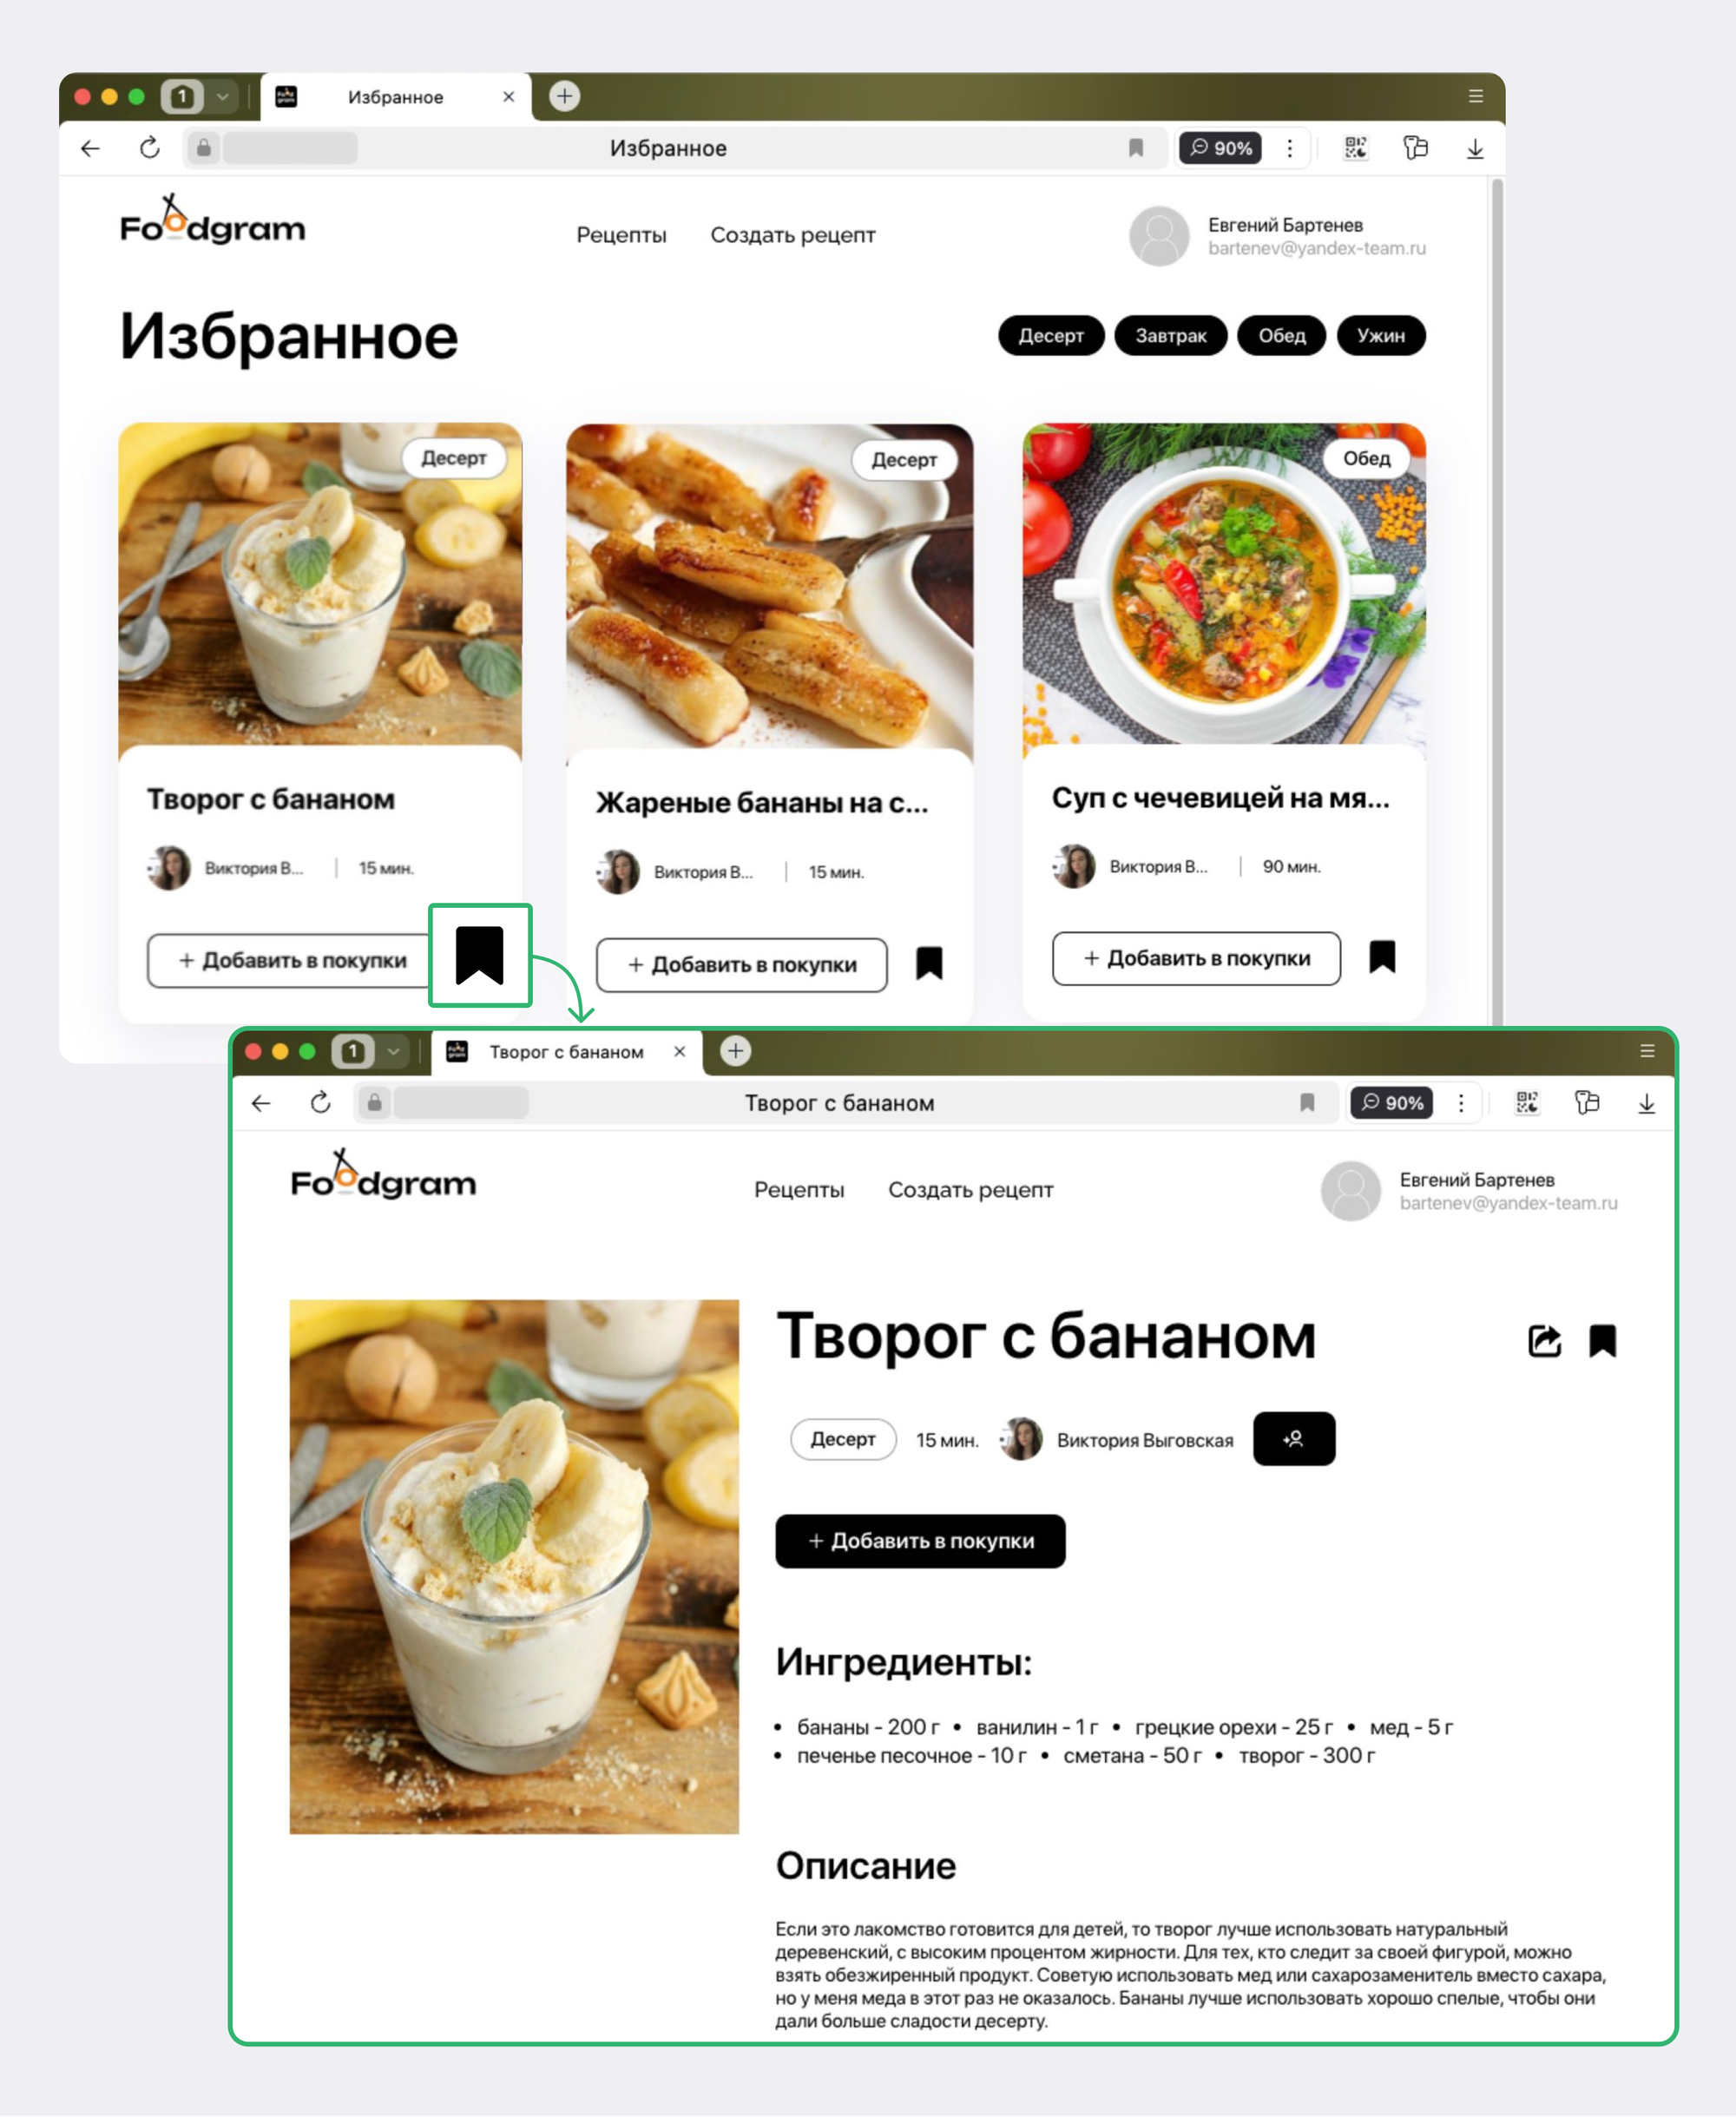 1
Избранное
Избранное
90%
Foodgram
Рецепты
Создать рецепт
Евгений Бартенев
bartenev@yandex-team.ru
Избранное
Десерт
Завтрак
Обед
Ужин
Десерт
Творог с бананом
Виктория В...
15 мин.
+ Добавить в покупки
Десерт
Жареные бананы на с...
Виктория В...
15 мин.
+ Добавить в покупки
Обед
Суп с чечевицей на мя...
Виктория В...
90 мин.
+ Добавить в покупки
1
Творог с бананом
Творог с бананом
90%
Foodgram
Рецепты
Создать рецепт
Евгений Бартенев
bartenev@yandex-team.ru
Творог с бананом
Десерт
15 мин.
Виктория Выговская
+ Добавить в покупки
Ингредиенты:
• бананы - 200 г • ванилин - 1 г • грецкие орехи - 25 г • мед - 5 г
• печенье песочное - 10 г • сметана - 50 г • творог - 300 г
Описание
Если это лакомство готовится для детей, то творог лучше использовать натуральный
деревенский, с высоким процентом жирности. Для тех, кто следит за своей фигурой, можно
взять обезжиренный продукт. Советую использовать мед или сахарозаменитель вместо сахара,
но у меня меда в этот раз не оказалось. Бананы лучше использовать хорошо спелые, чтобы они
дали больше сладости десерту.